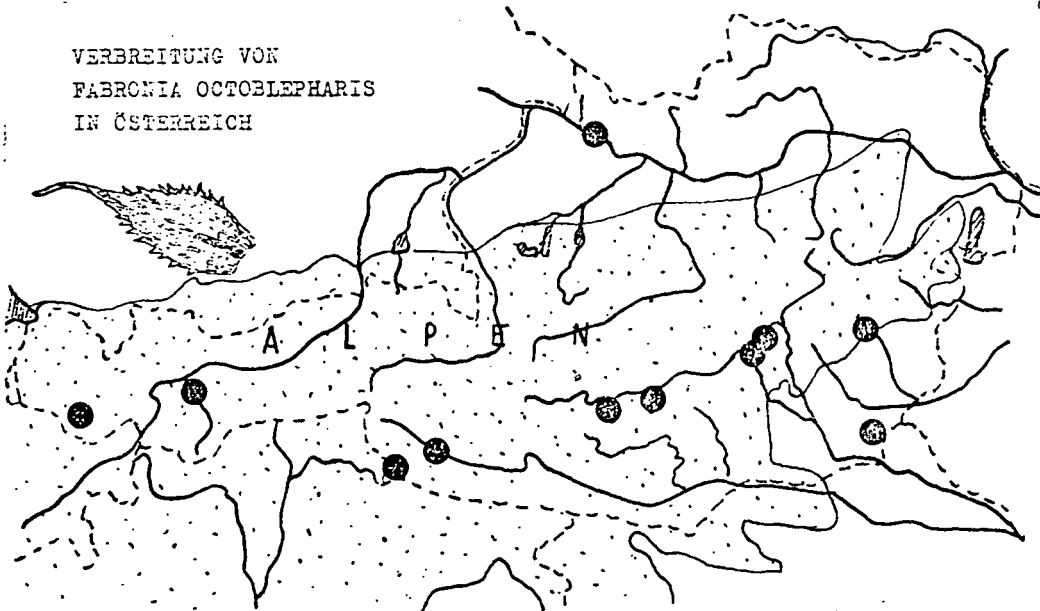 VERBREITUNG VON
FABRONIA OCTOBLEPHARIS
IN ÖSTERREICH
A L P E N